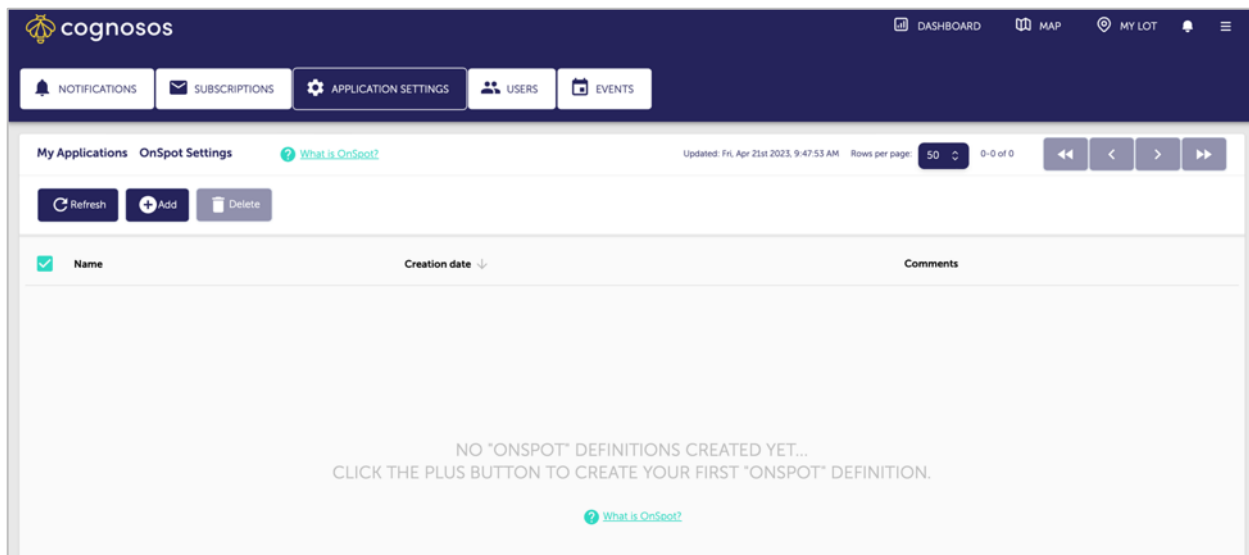 cognosos
DASHBOARD MAP MY LOT
NOTIFICATIONS SUBSCRIPTIONS APPLICATION SETTINGS USERS EVENTS
My Applications OnSpot Settings ? What is OnSpot? Updated: Fri, Apr 21st 2023, 9:47:53 AM Rows per page: 50 0-0 of 0
Refresh Add Delete
Name Creation date Comments
NO "ONSPOT" DEFINITIONS CREATED YET...
CLICK THE PLUS BUTTON TO CREATE YOUR FIRST "ONSPOT" DEFINITION.
? What is OnSpot?